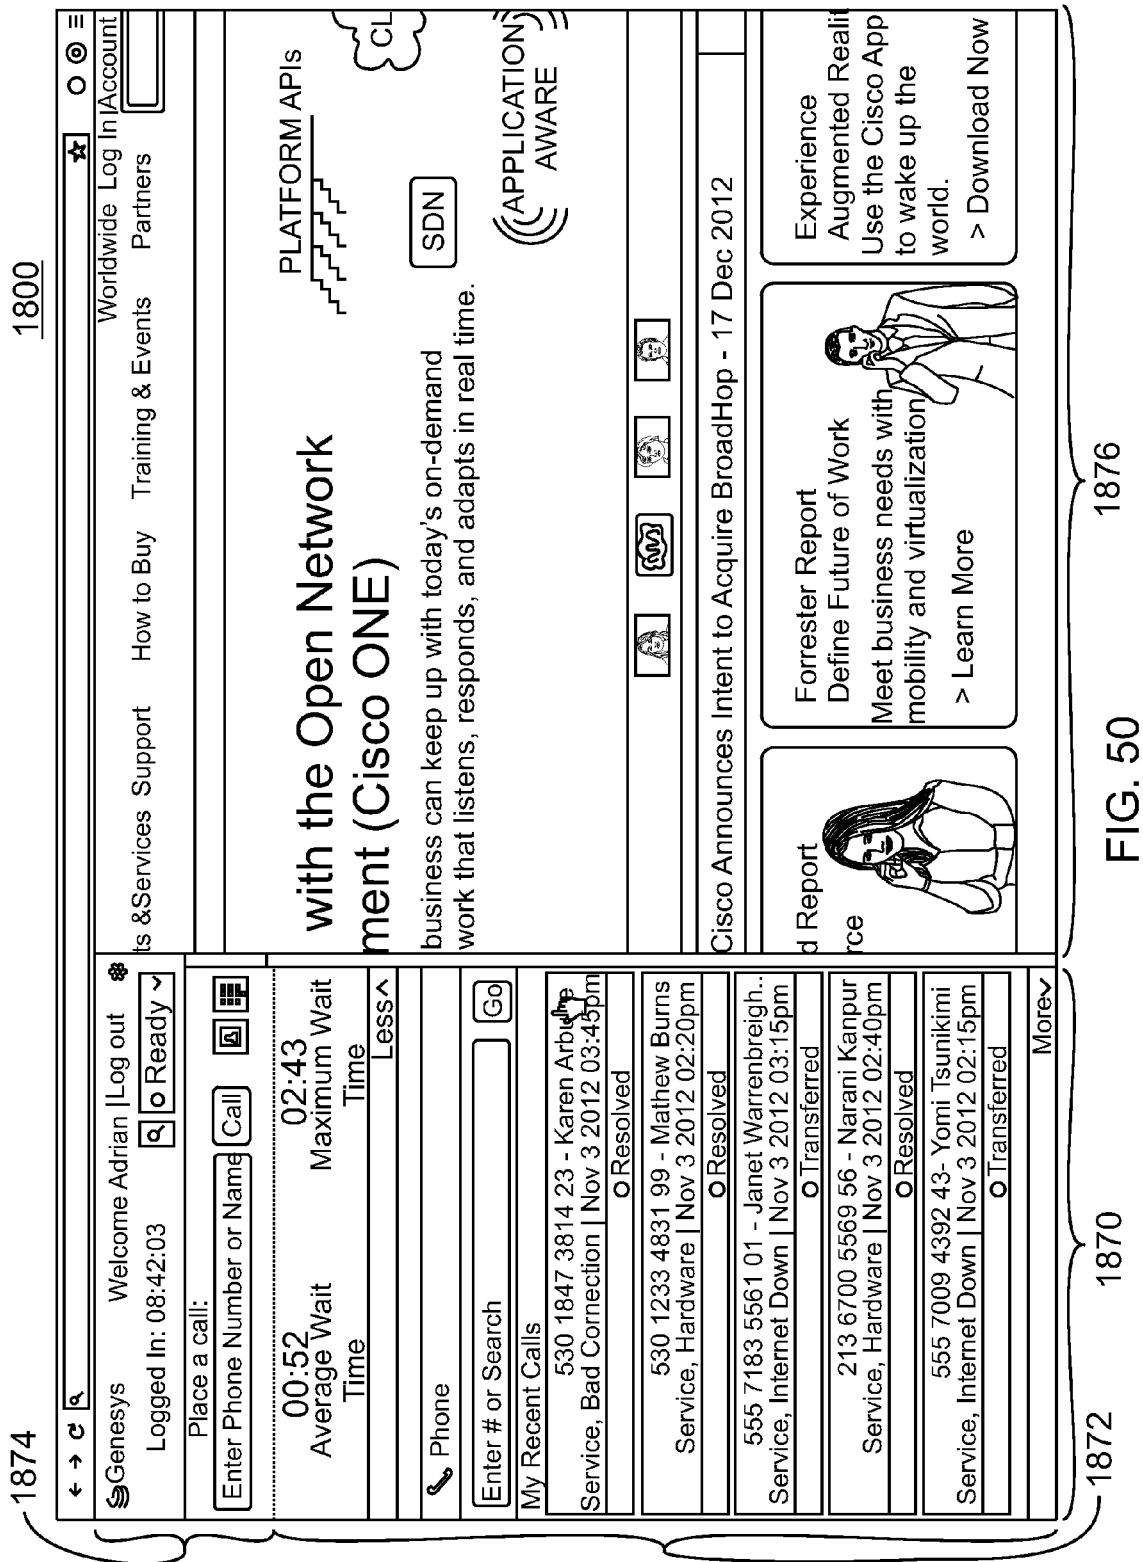 1800
1874
Genesys Welcome Adrian | Log out
Logged In: 08:42:03 Ready
Place a call:
Enter Phone Number or Name Call
00:52 02:43
Average Wait Maximum Wait
Time Time
Less
Phone
Enter # or Search Go
My Recent Calls
530 1847 3814 23 - Karen
Service, Bad Connection | Nov 3 2012 03:45pm
Resolved
530 1233 4831 99 - Mathew Burns
Service, Hardware | Nov 3 2012 02:20pm
Resolved
555 7183 5561 01 - Janet Warrenbreigh..
Service, Internet Down | Nov 3 2012 03:15pm
Transferred
213 6700 5569 56 - Narani Kanpur
Service, Hardware | Nov 3 2012 02:40pm
Resolved
555 7009 4392 43- Yomi Tsunikimi
Service, Internet Down | Nov 3 2012 02:15pm
Transferred
More
Worldwide Log In | Account
ts &Services Support How to Buy Training & Events Partners
with the Open Network
ment (Cisco ONE)
business can keep up with today's on-demand
work that listens, responds, and adapts in real time.
PLATFORM APIs
CL
SDN
APPLICATION
AWARE
Cisco Announces Intent to Acquire BroadHop - 17 Dec 2012
d Report
rce
Forrester Report
Define Future of Work
Meet business needs with
mobility and virtualization
> Learn More
Experience
Augmented Realit
Use the Cisco App
to wake up the
world.
> Download Now
1872
1870
1876
FIG. 50